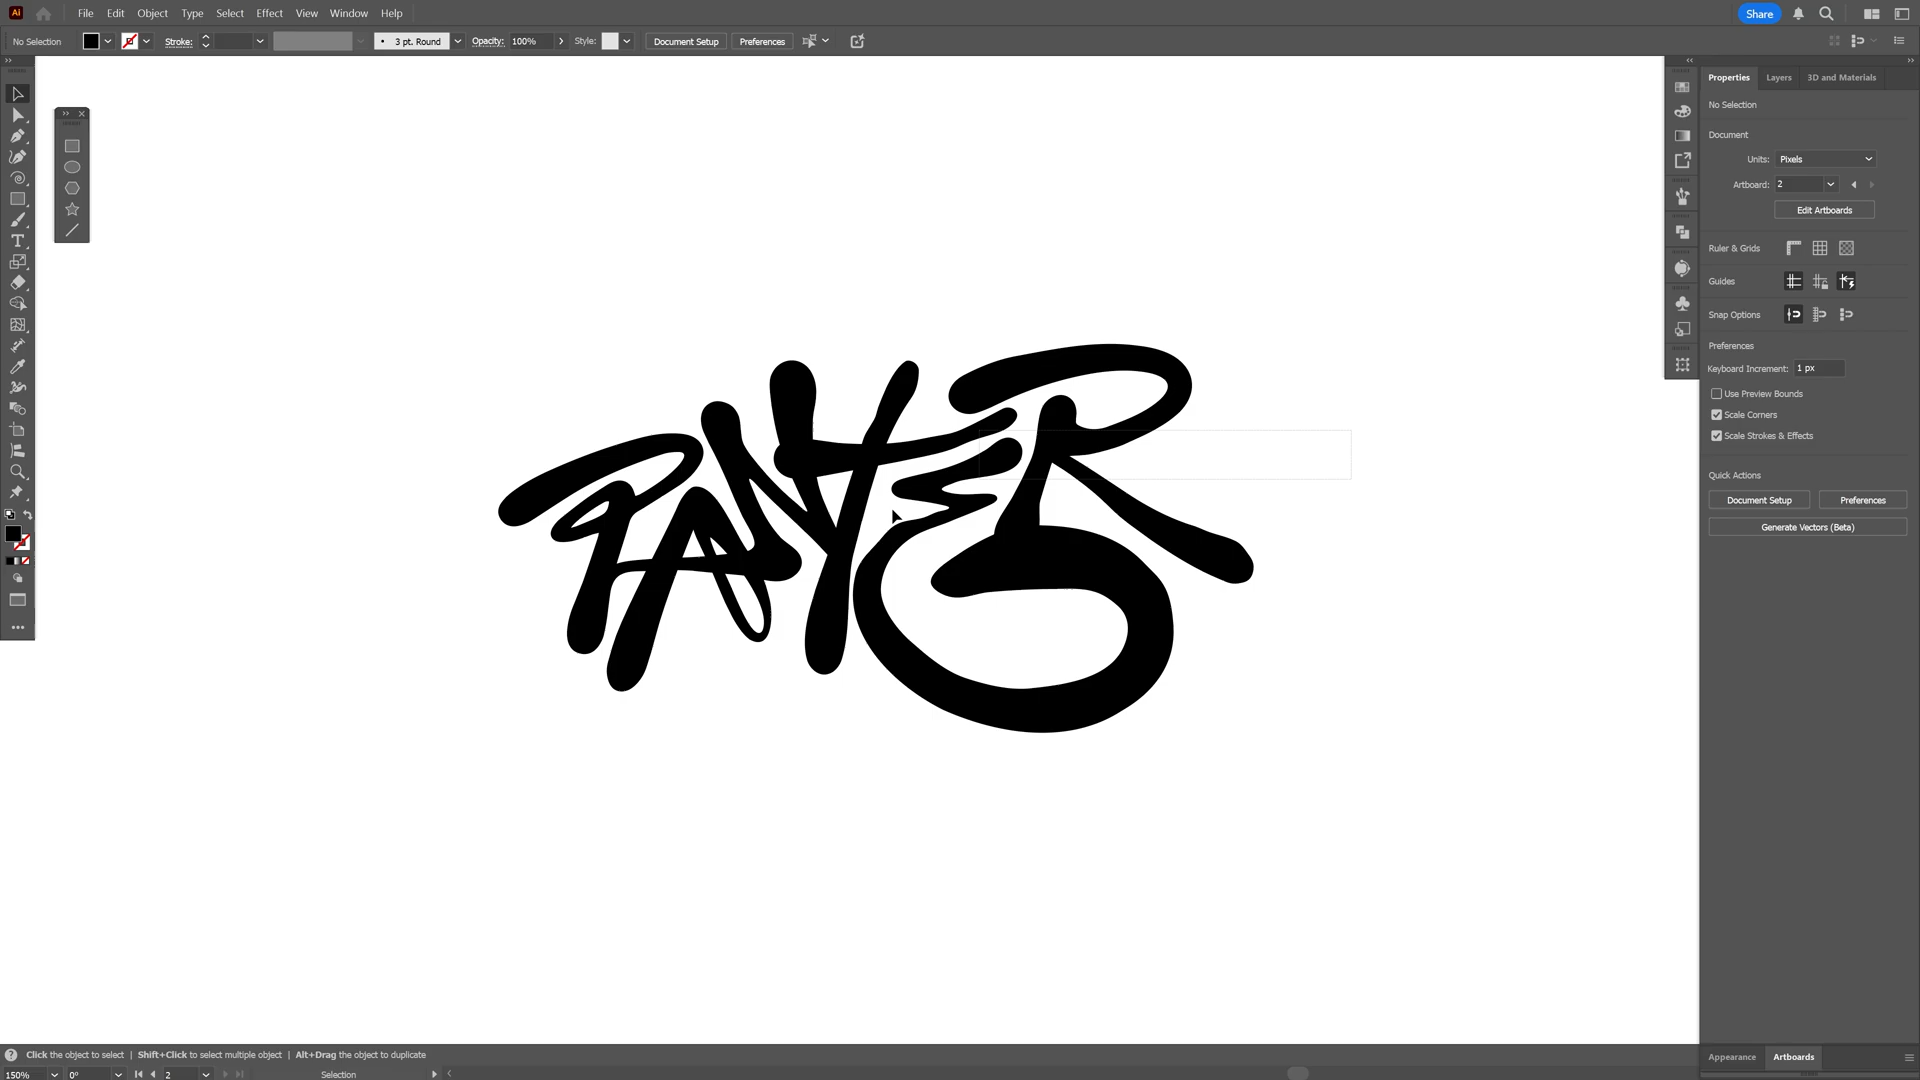 Ai File Edit Object Type Select Effect View Window Help Share
No Selection Stroke: 3 pt. Round Opacity: 100% Style: Document Setup Preferences
Properties Layers 3D and Materials
No Selection
Document
Units: Pixels
Artboard: 2
Edit Artboards
Ruler & Grids
Guides
Snap Options
Preferences
Keyboard Increment: 1 px
Use Preview Bounds
Scale Corners
Scale Strokes & Effects
Quick Actions
Document Setup Preferences
Generate Vectors (Beta)
PANTER
Click the object to select | Shift+Click to select multiple object | Alt+Drag the object to duplicate
Appearance Artboards
150% 0° 2 Selection